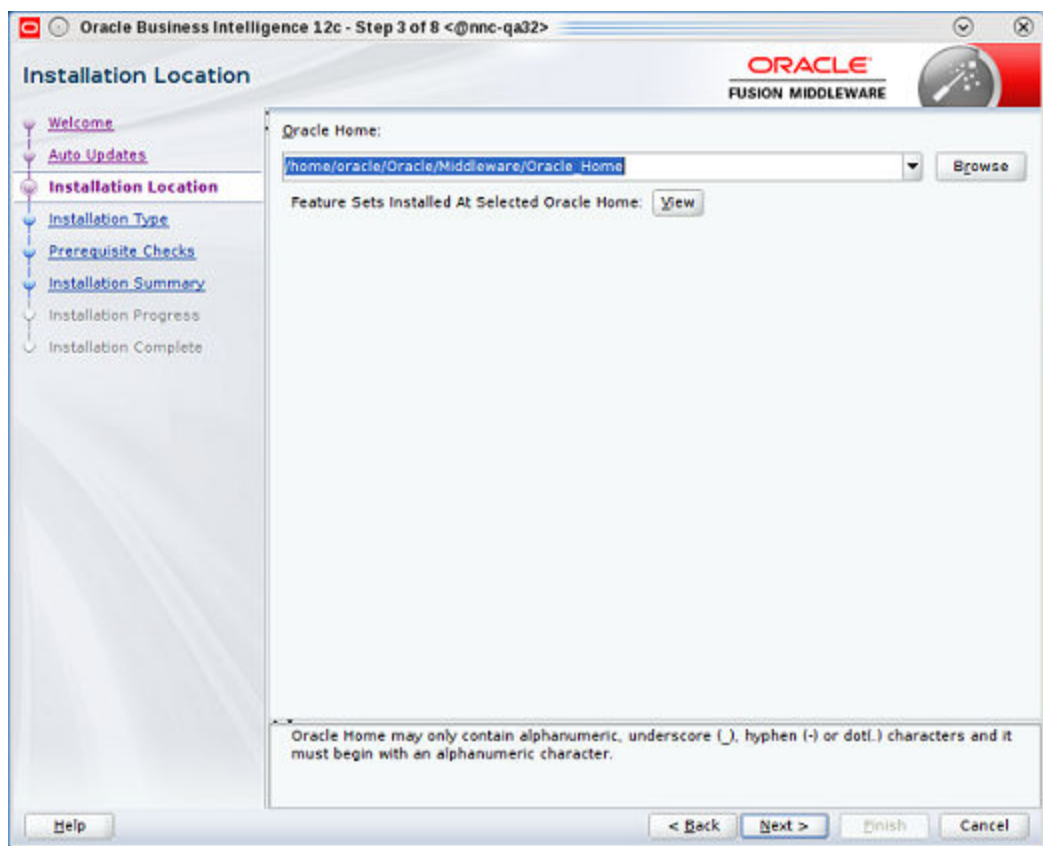 Oracle Business Intelligence 12c - Step 3 of 8 <@nnc-qa32>
Installation Location
ORACLE
FUSION MIDDLEWARE
Welcome
Auto Updates
Installation Location
Installation Type
Prerequisite Checks
Installation Summary
Installation Progress
Installation Complete
Oracle Home:
/home/oracle/Oracle/Middleware/Oracle_Home
Browse
Feature Sets Installed At Selected Oracle Home: View
Oracle Home may only contain alphanumeric, underscore (_), hyphen (-) or dot(.) characters and it
must begin with an alphanumeric character.
Help
< Back
Next >
Finish
Cancel